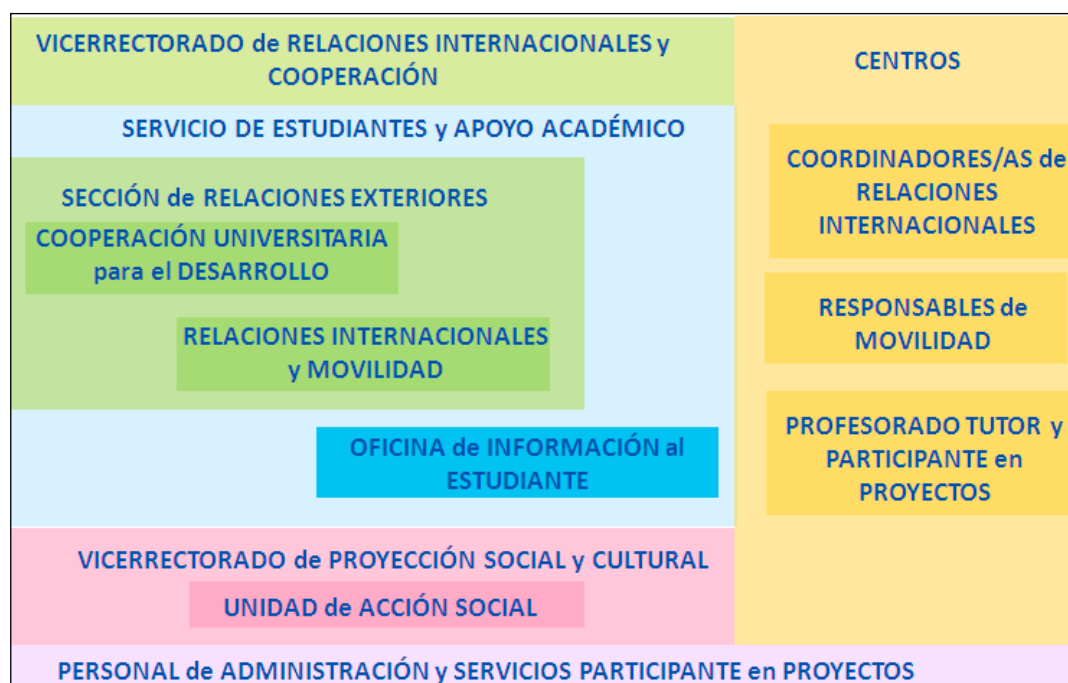 VICERRECTORADO de RELACIONES INTERNACIONALES y
COOPERACIÓN
SERVICIO DE ESTUDIANTES y APOYO ACADÉMICO
SECCIÓN de RELACIONES EXTERIORES
COOPERACIÓN UNIVERSITARIA
para el DESARROLLO
RELACIONES INTERNACIONALES
y MOVILIDAD
OFICINA de INFORMACIÓN al
ESTUDIANTE
VICERRECTORADO de PROYECCIÓN SOCIAL y CULTURAL
UNIDAD de ACCIÓN SOCIAL
CENTROS
COORDINADORES/AS de
RELACIONES
INTERNACIONALES
RESPONSABLES de
MOVILIDAD
PROFESORADO TUTOR y
PARTICIPANTE en
PROYECTOS
PERSONAL de ADMINISTRACIÓN y SERVICIOS PARTICIPANTE en PROYECTOS